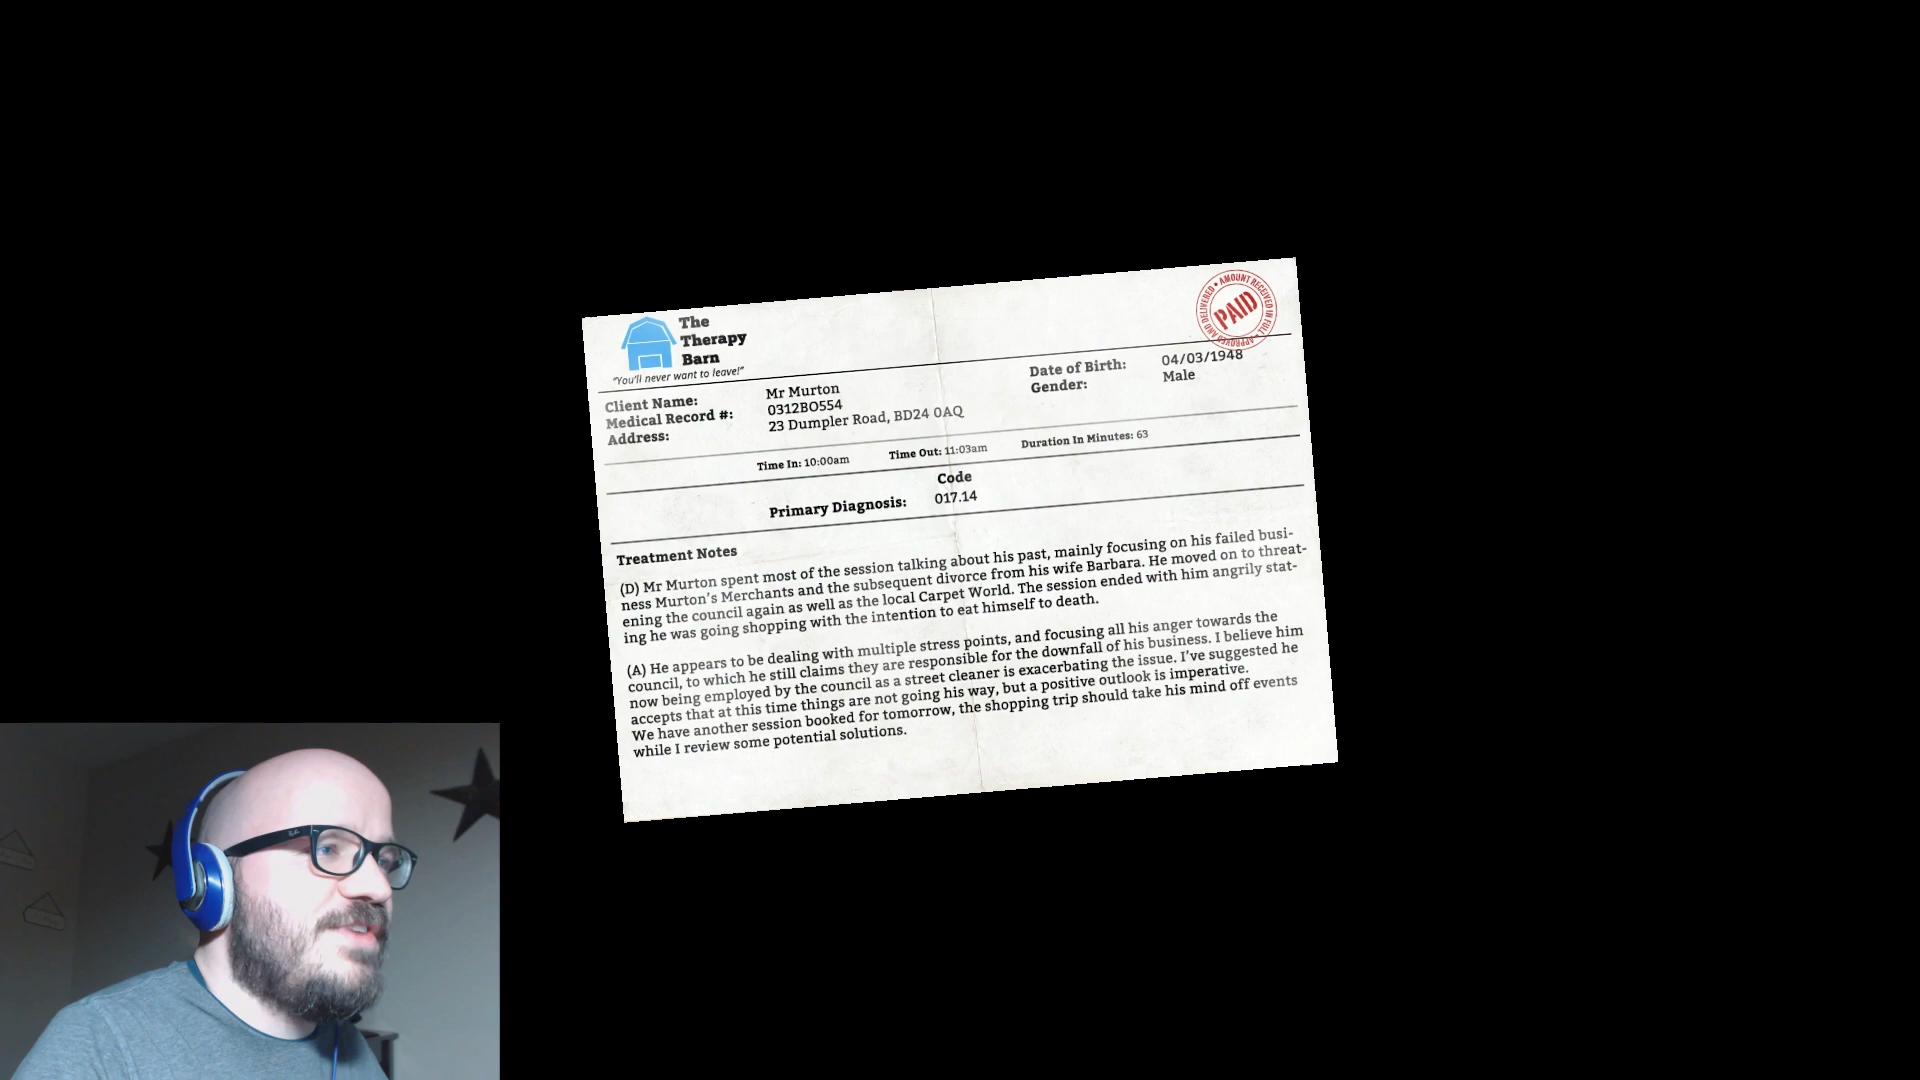 The
Therapy
Barn
"You'll never want to leave!"
AMOUNT RECEIVED IN FULL • APPROVED AND DELIVERED •
PAID
Client Name: Mr Murton
Medical Record #: 0312BO554
Address: 23 Dumpler Road, BD24 0AQ
Date of Birth: 04/03/1948
Gender: Male
Time In: 10:00am Time Out: 11:03am Duration In Minutes: 63
Code
Primary Diagnosis: 017.14
Treatment Notes
(D) Mr Murton spent most of the session talking about his past, mainly focusing on his failed busi-
ness Murton's Merchants and the subsequent divorce from his wife Barbara. He moved on to threat-
ening the council again as well as the local Carpet World. The session ended with him angrily stat-
ing he was going shopping with the intention to eat himself to death.
(A) He appears to be dealing with multiple stress points, and focusing all his anger towards the
council, to which he still claims they are responsible for the downfall of his business. I believe him
now being employed by the council as a street cleaner is exacerbating the issue. I've suggested he
accepts that at this time things are not going his way, but a positive outlook is imperative.
We have another session booked for tomorrow, the shopping trip should take his mind off events
while I review some potential solutions.